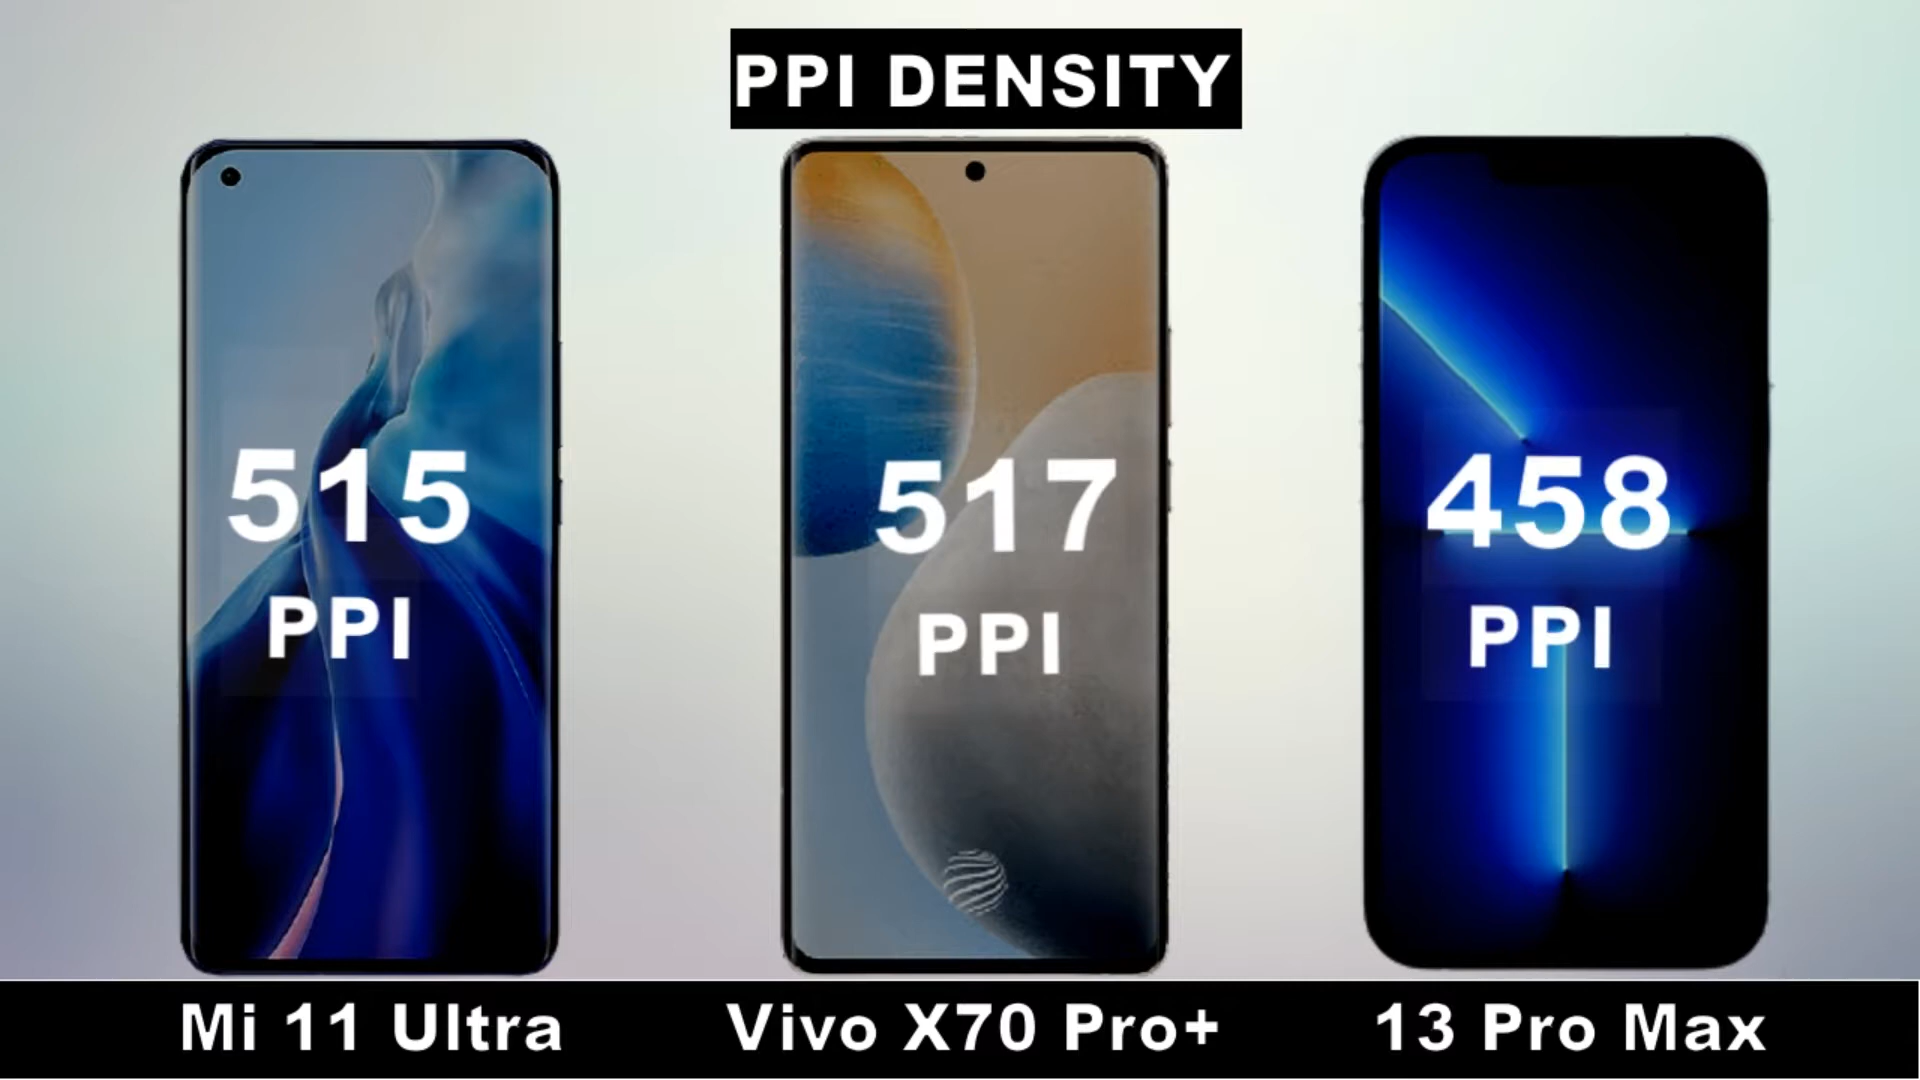 PPI DENSITY
515
PPI
517
PPI
458
PPI
Mi 11 Ultra
Vivo X70 Pro+
13 Pro Max